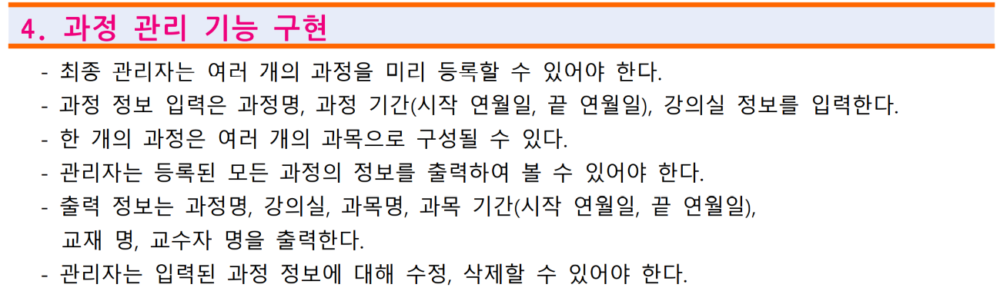 4. 과정 관리 기능 구현
- 최종 관리자는 여러 개의 과정을 미리 등록할 수 있어야 한다.
- 과정 정보 입력은 과정명, 과정 기간(시작 연월일, 끝 연월일), 강의실 정보를 입력한다.
- 한 개의 과정은 여러 개의 과목으로 구성될 수 있다.
- 관리자는 등록된 모든 과정의 정보를 출력하여 볼 수 있어야 한다.
- 출력 정보는 과정명, 강의실, 과목명, 과목 기간(시작 연월일, 끝 연월일),
교재 명, 교수자 명을 출력한다.
- 관리자는 입력된 과정 정보에 대해 수정, 삭제할 수 있어야 한다.